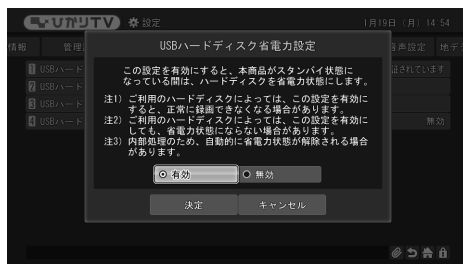 ひかりTV 設定 1月19日(月) 14:54
情報 管理 音声設定 地デ
USBハードディスク省電力設定
この設定を有効にすると、本商品がスタンバイ状態に
なっている間は、ハードディスクを省電力状態にします。
注1) ご利用のハードディスクによっては、この設定を有効に
すると、正常に録画できなくなる場合があります。
注2) ご利用のハードディスクによっては、この設定を有効に
しても、省電力状態にならない場合があります。
注3) 内部処理のため、自動的に省電力状態が解除される場合
があります。
1 USBハード 証されています
2 USBハード
3 USBハード
4 USBハード 無効
有効 無効
決定 キャンセル